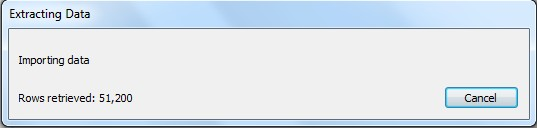 Extracting Data
Importing data
Rows retrieved: 51,200
Cancel